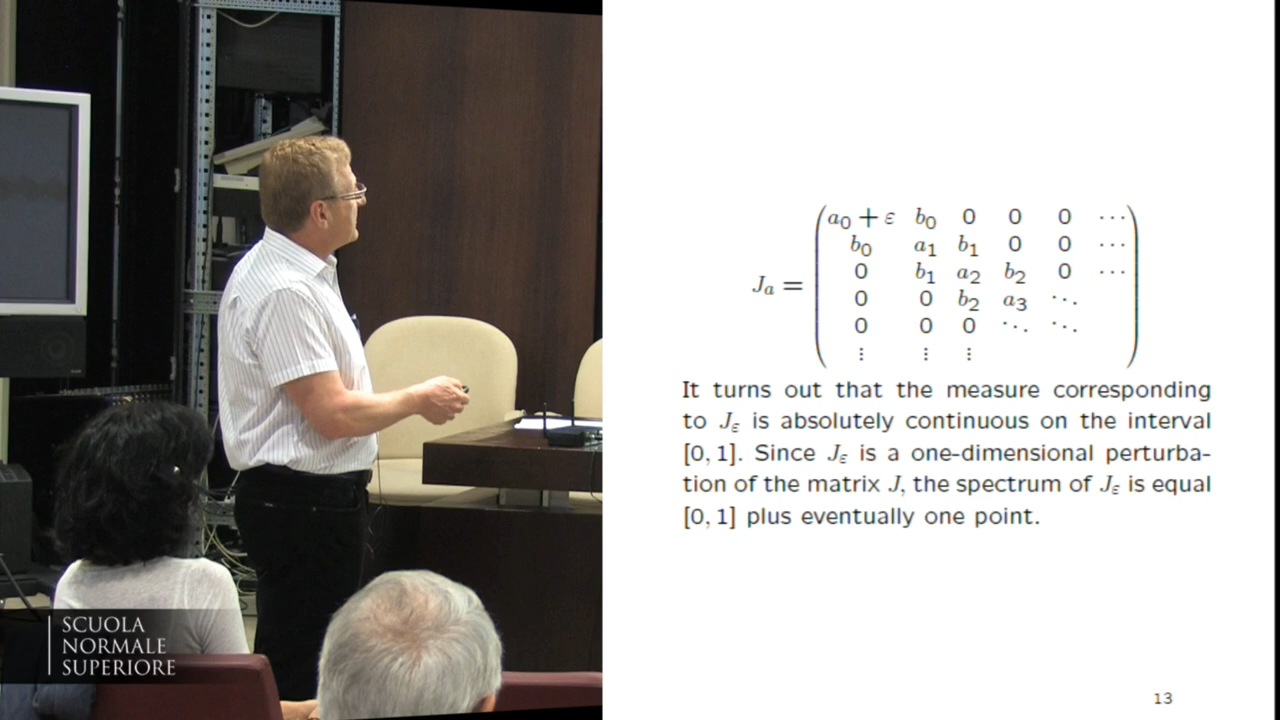 J_a = ( a_0 + ε b_0 0 0 0 ⋯
b_0 a_1 b_1 0 0 ⋯
0 b_1 a_2 b_2 0 ⋯
0 0 b_2 a_3 ⋱
0 0 0 ⋱ ⋱
⋮ ⋮ ⋮ )
It turns out that the measure corresponding
to J_ε is absolutely continuous on the interval
[0, 1]. Since J_ε is a one-dimensional perturba-
tion of the matrix J, the spectrum of J_ε is equal
[0, 1] plus eventually one point.
13
SCUOLA
NORMALE
SUPERIORE